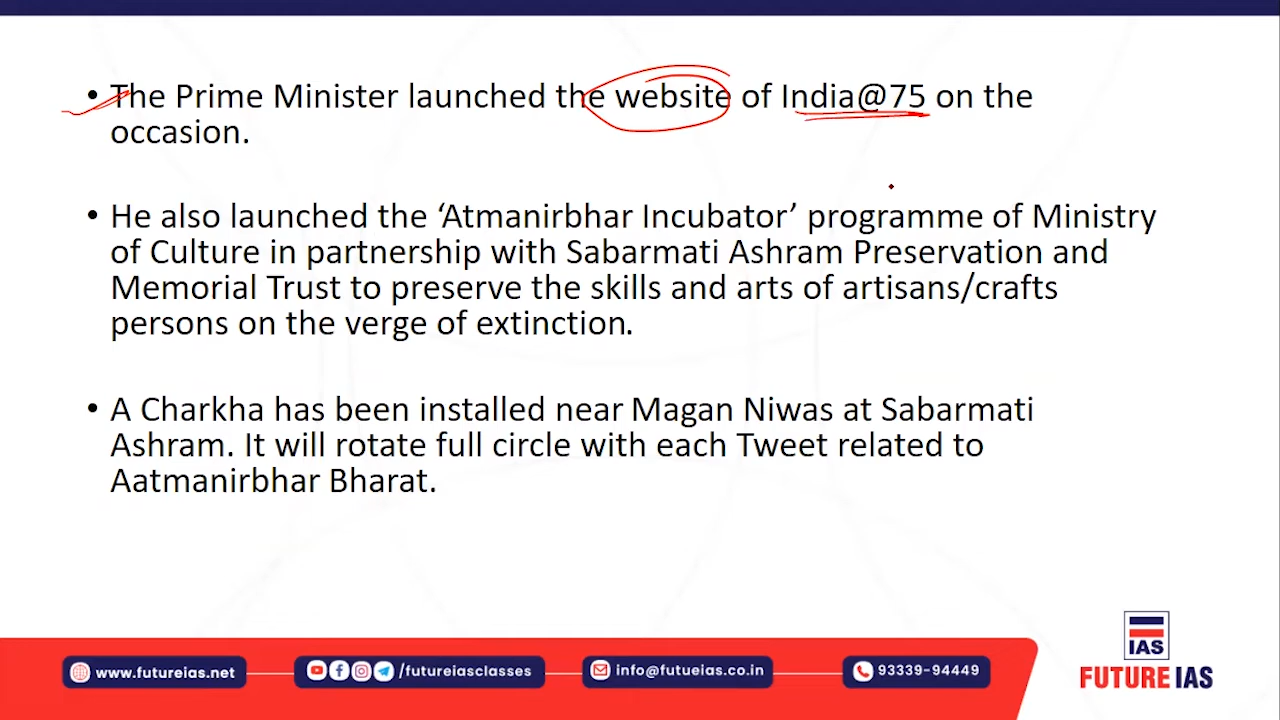 • The Prime Minister launched the website of India@75 on the
occasion.
• He also launched the ‘Atmanirbhar Incubator’ programme of Ministry
of Culture in partnership with Sabarmati Ashram Preservation and
Memorial Trust to preserve the skills and arts of artisans/crafts
persons on the verge of extinction.
• A Charkha has been installed near Magan Niwas at Sabarmati
Ashram. It will rotate full circle with each Tweet related to
Aatmanirbhar Bharat.
www.futureias.net
/futureiasclasses
info@futueias.co.in
93339-94449
IAS
FUTURE IAS